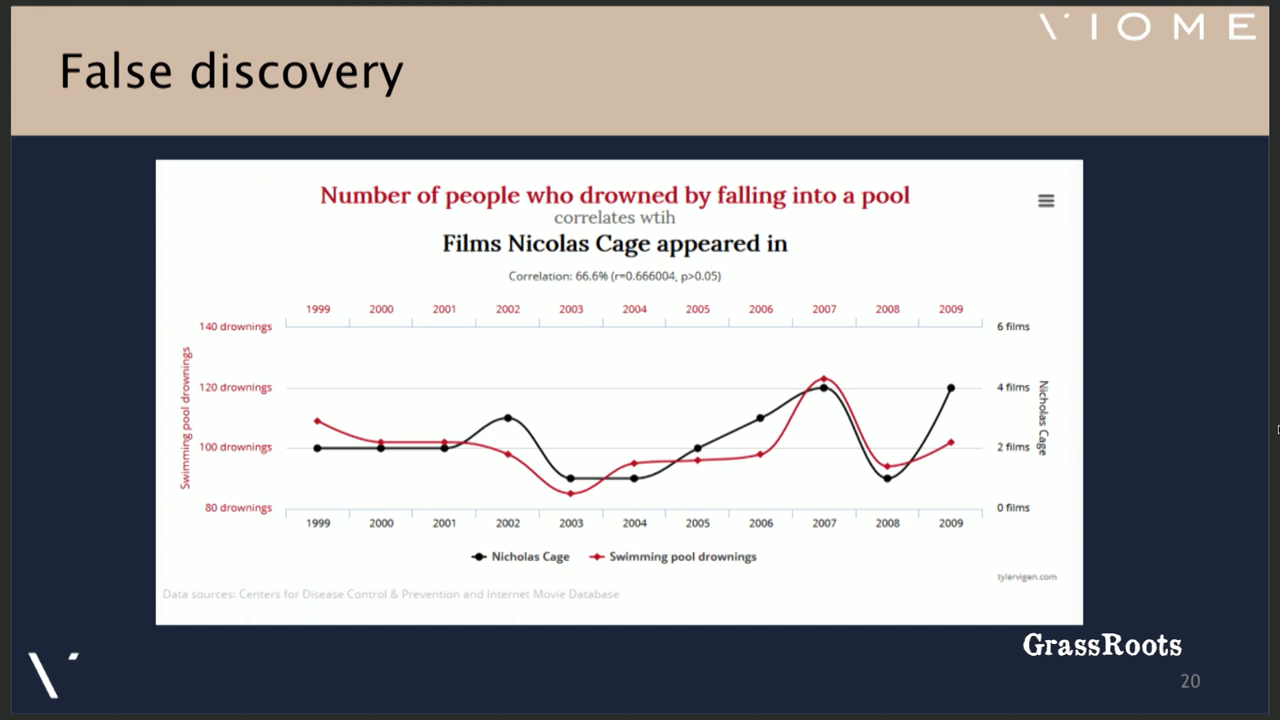 VIOME
False discovery
Number of people who drowned by falling into a pool
correlates wtih
Films Nicolas Cage appeared in
Correlation: 66.6% (r=0.666004, p>0.05)
1999 2000 2001 2002 2003 2004 2005 2006 2007 2008 2009
140 drownings 6 films
120 drownings 4 films
100 drownings 2 films
80 drownings 0 films
Swimming pool drownings
Nicholas Cage
1999 2000 2001 2002 2003 2004 2005 2006 2007 2008 2009
Nicholas Cage Swimming pool drownings
tylervigen.com
Data sources: Centers for Disease Control & Prevention and Internet Movie Database
GrassRoots
20